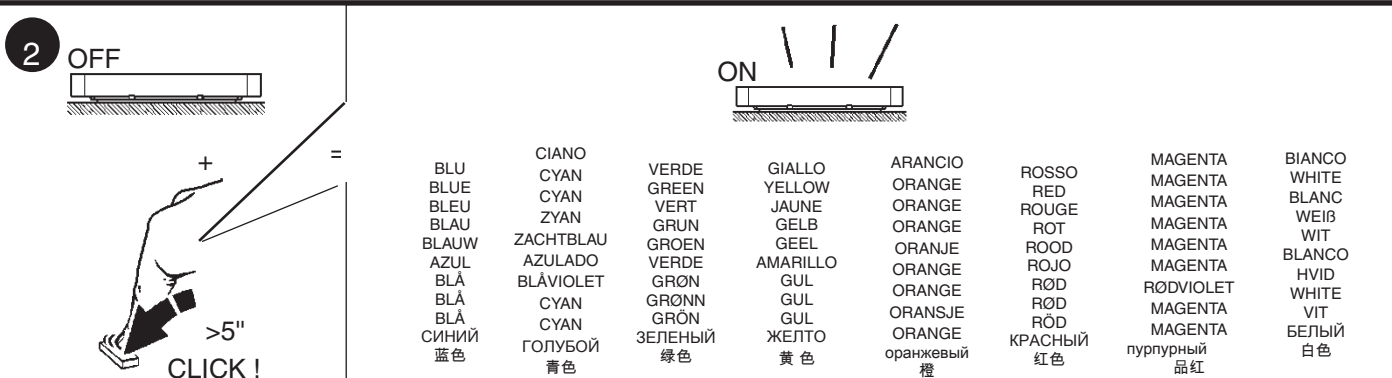 2
OFF
ON
+
=
>5"
CLICK !
BLU
BLUE
BLEU
BLAU
BLAUW
AZUL
BLÅ
BLÅ
BLÅ
СИНИЙ
蓝色
CIANO
CYAN
CYAN
ZYAN
ZACHTBLAU
AZULADO
BLÅVIOLET
CYAN
CYAN
ГОЛУБОЙ
青色
VERDE
GREEN
VERT
GRUN
GROEN
VERDE
GRØN
GRØNN
GRÖN
ЗЕЛЕНЫЙ
绿色
GIALLO
YELLOW
JAUNE
GELB
GEEL
AMARILLO
GUL
GUL
GUL
ЖЕЛТО
黄 色
ARANCIO
ORANGE
ORANGE
ORANGE
ORANJE
ORANGE
ORANGE
ORANSJE
ORANGE
оранжевый
橙
ROSSO
RED
ROUGE
ROT
ROOD
ROJO
RØD
RØD
RÖD
КРАСНЫЙ
红色
MAGENTA
MAGENTA
MAGENTA
MAGENTA
MAGENTA
MAGENTA
RØDVIOLET
MAGENTA
MAGENTA
пурпурный
品红
BIANCO
WHITE
BLANC
WEIß
WIT
BLANCO
HVID
WHITE
VIT
БЕЛЫЙ
白色